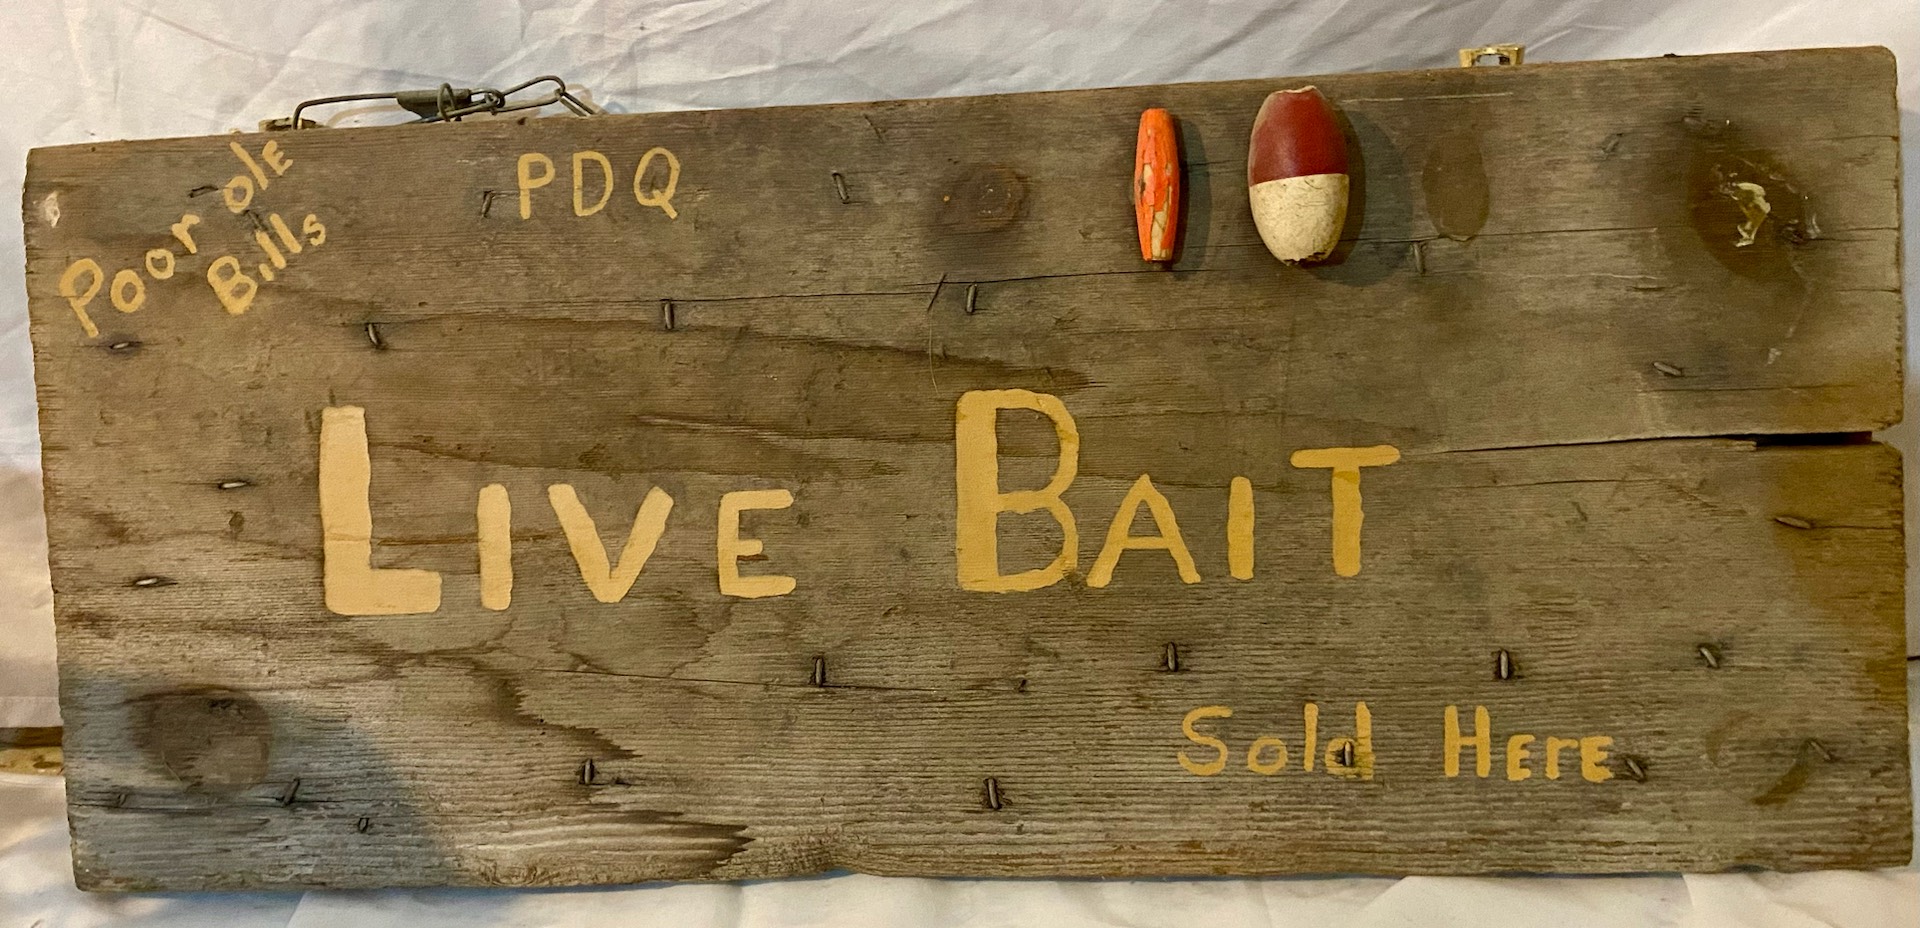 Poor ole
Bills
PDQ
LIVE BAIT
Sold HErE